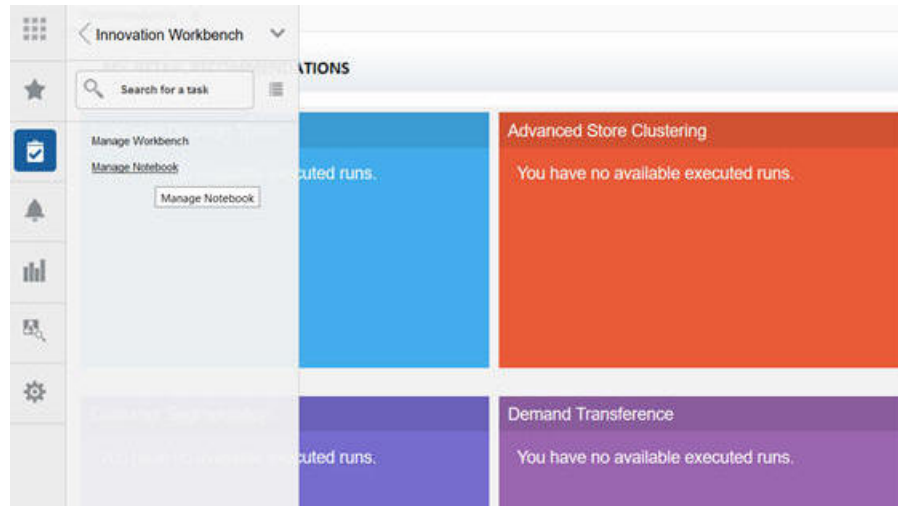 Innovation Workbench
ATIONS
Search for a task
Manage Workbench
Manage Notebook
Manage Notebook
cuted runs.
Advanced Store Clustering
You have no available executed runs.
cuted runs.
Demand Transference
You have no available executed runs.